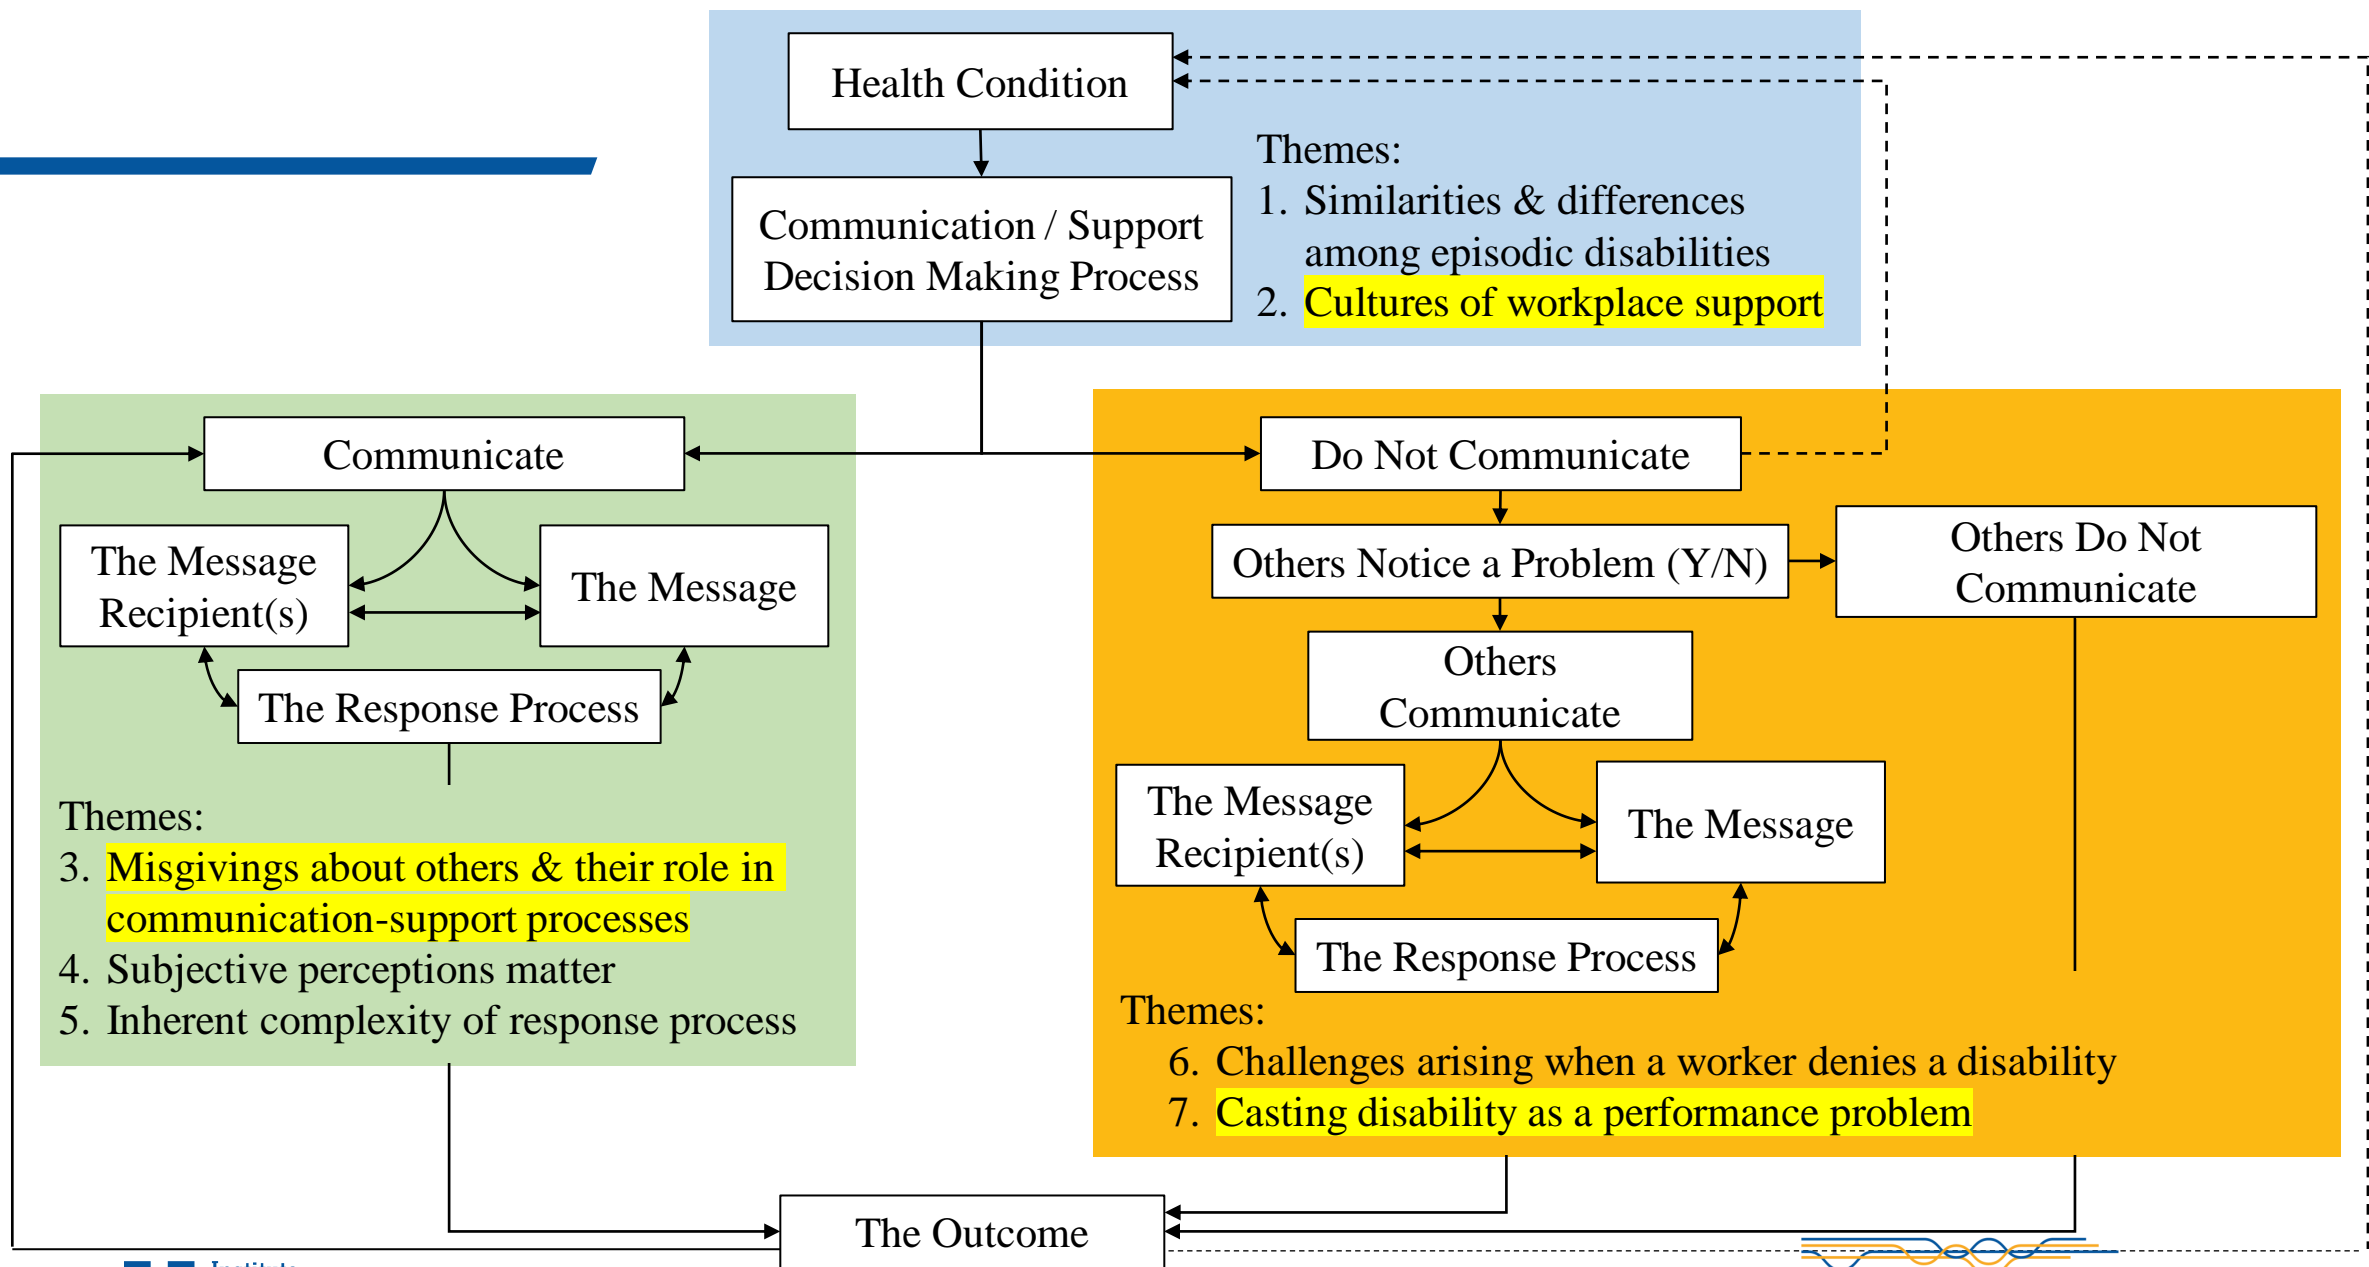 Health Condition
Communication / Support
Decision Making Process
Themes:
1. Similarities & differences
among episodic disabilities
2. Cultures of workplace support
Communicate
The Message
Recipient(s)
The Message
The Response Process
Themes:
3. Misgivings about others & their role in
communication-support processes
4. Subjective perceptions matter
5. Inherent complexity of response process
Do Not Communicate
Others Notice a Problem (Y/N)
Others Do Not
Communicate
Others
Communicate
The Message
Recipient(s)
The Message
The Response Process
Themes:
6. Challenges arising when a worker denies a disability
7. Casting disability as a performance problem
The Outcome
Institute